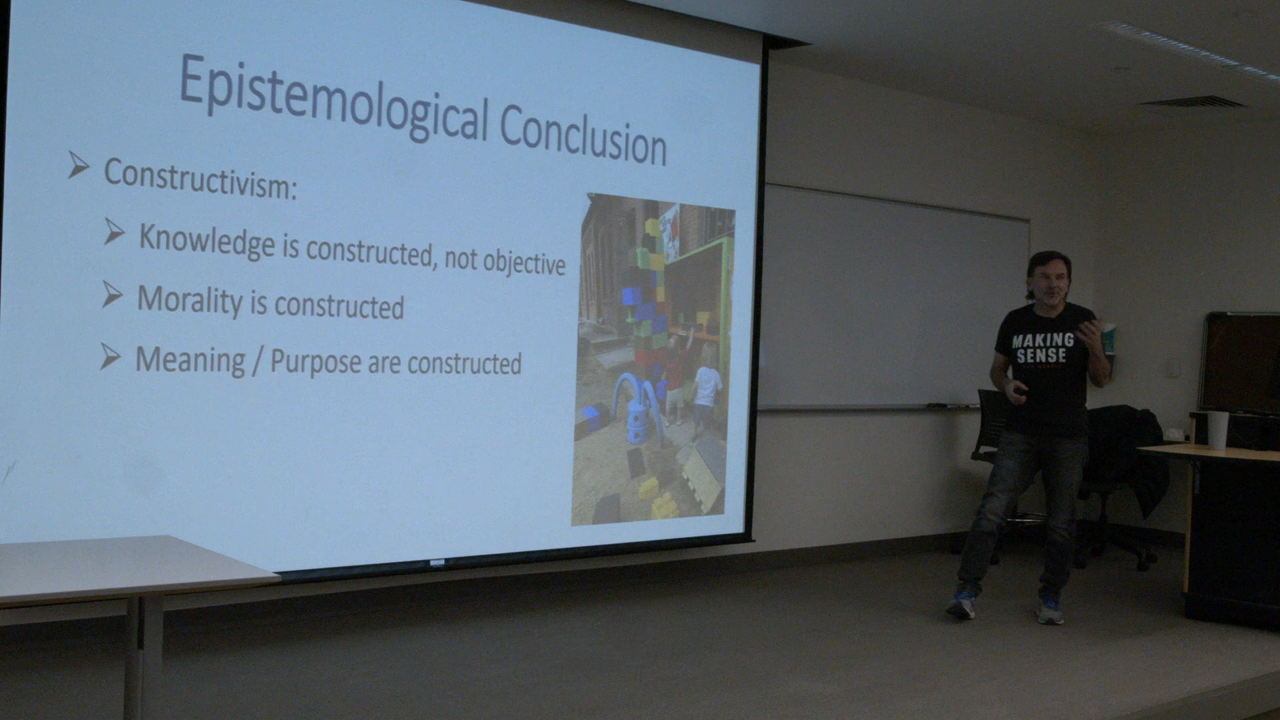 Epistemological Conclusion
Constructivism:
Knowledge is constructed, not objective
Morality is constructed
Meaning / Purpose are constructed
MAKING
SENSE